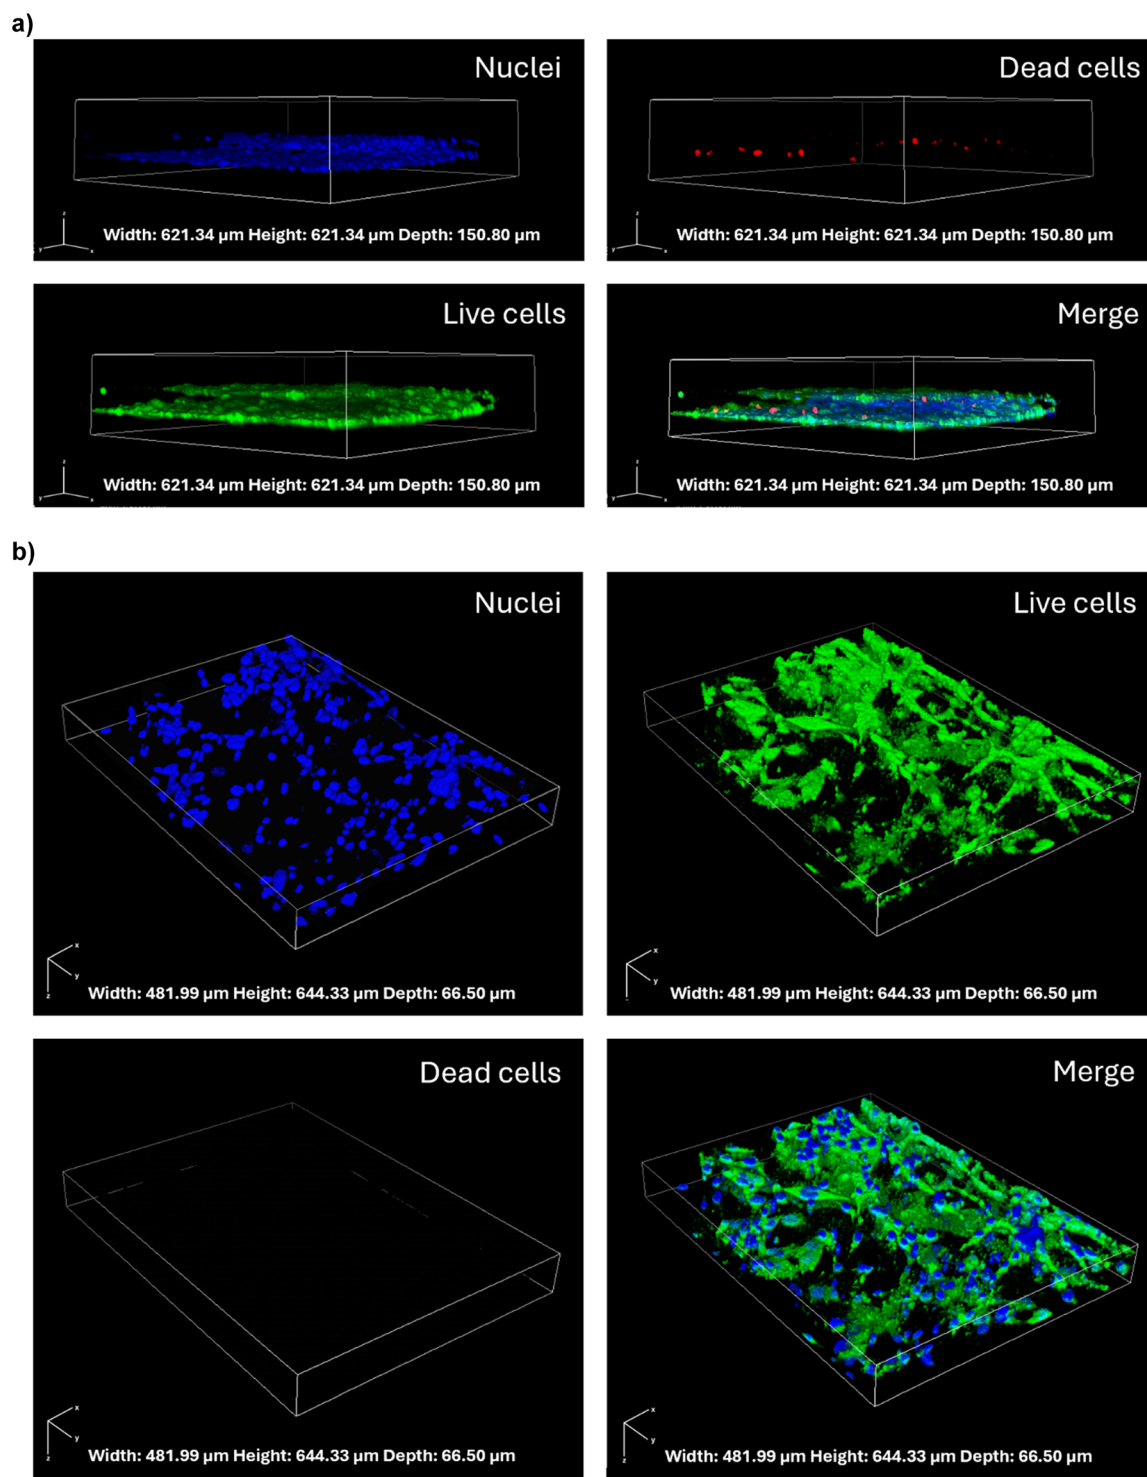 a)
Nuclei
Dead cells
z
y
x
Width: 621.34 µm Height: 621.34 µm Depth: 150.80 µm
z
y
x
Width: 621.34 µm Height: 621.34 µm Depth: 150.80 µm
Live cells
Merge
z
y
x
Width: 621.34 µm Height: 621.34 µm Depth: 150.80 µm
z
y
x
Width: 621.34 µm Height: 621.34 µm Depth: 150.80 µm
b)
Nuclei
Live cells
x
y
z
Width: 481.99 µm Height: 644.33 µm Depth: 66.50 µm
x
y
Width: 481.99 µm Height: 644.33 µm Depth: 66.50 µm
Dead cells
Merge
x
y
z
Width: 481.99 µm Height: 644.33 µm Depth: 66.50 µm
x
y
z
Width: 481.99 µm Height: 644.33 µm Depth: 66.50 µm